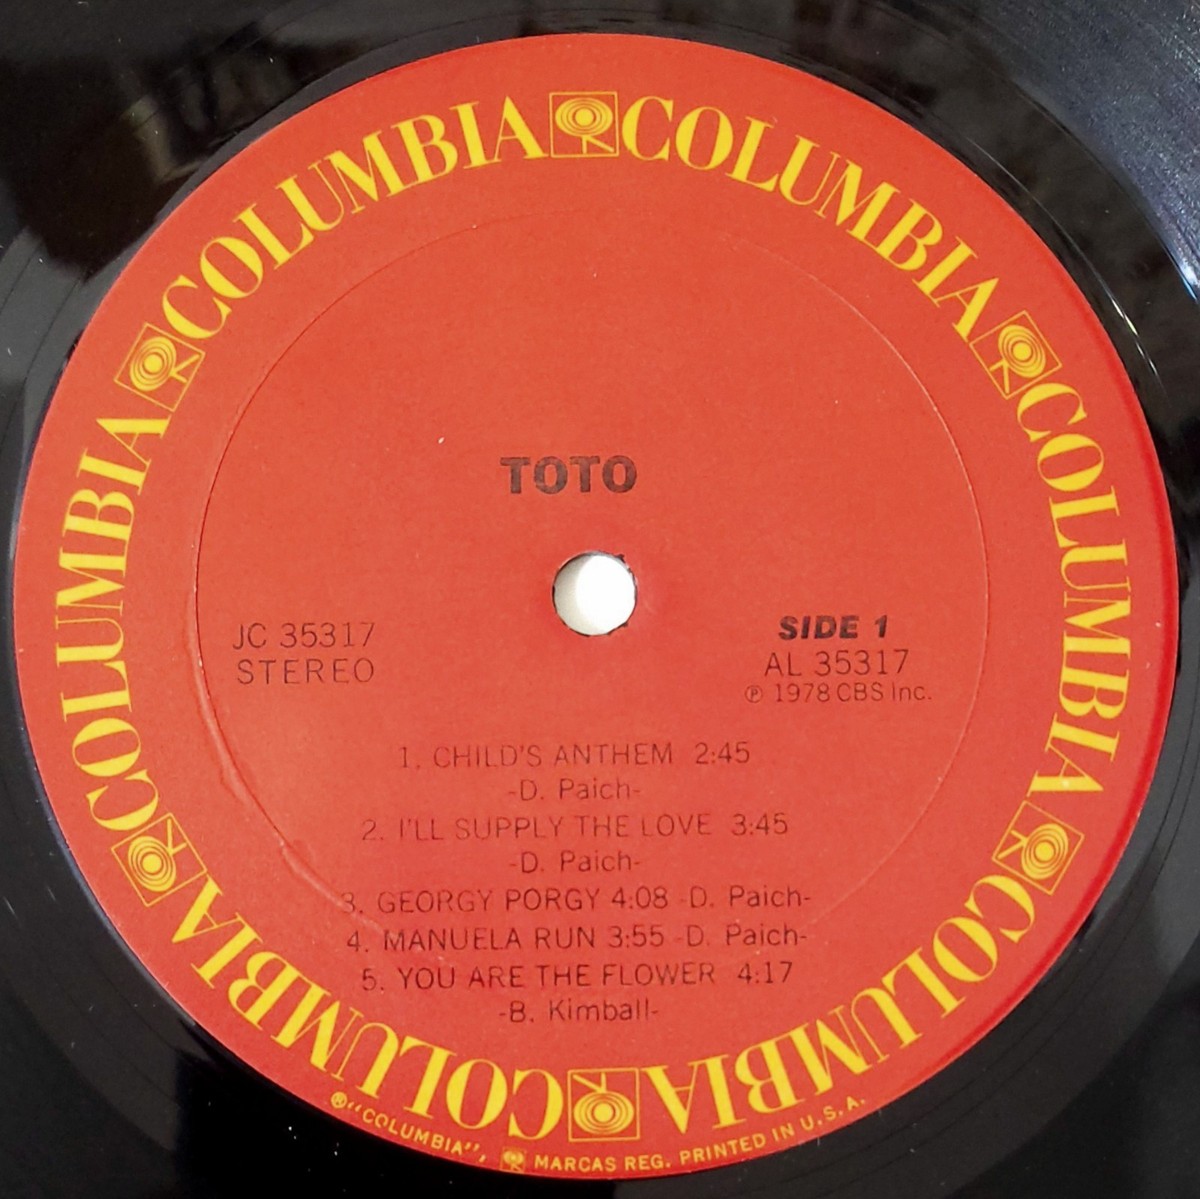 COLUMBIA COLUMBIA COLUMBIA COLUMBIA COLUMBIA COLUMBIA
TOTO
JC 35317
STEREO
SIDE 1
AL 35317
℗ 1978 CBS Inc.
1. CHILD'S ANTHEM 2:45
-D. Paich-
2. I'LL SUPPLY THE LOVE 3:45
-D. Paich-
3. GEORGY PORGY 4:08 -D. Paich-
4. MANUELA RUN 3:55 -D. Paich-
5. YOU ARE THE FLOWER 4:17
-B. Kimball-
®"COLUMBIA", MARCAS REG. PRINTED IN U.S.A.